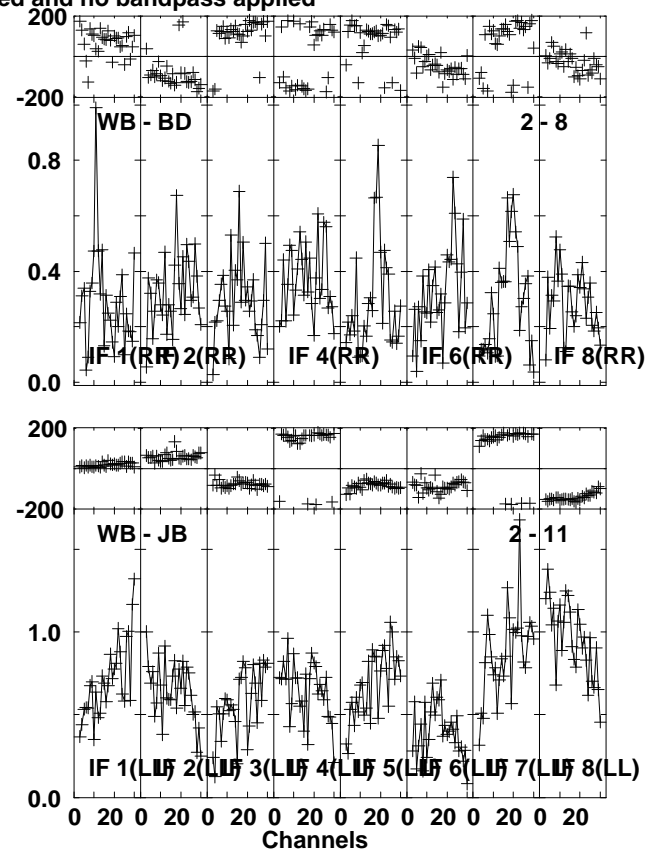 ed and no bandpass applied
200
-200
WB - BD 2 - 8
0.8
0.4
0.0
IF 1(RR) IF 2(RR) IF 4(RR) IF 6(RR) IF 8(RR)
200
-200
WB - JB 2 - 11
1.0
0.0
IF 1(LL) IF 2(LL) IF 3(LL) IF 4(LL) IF 5(LL) IF 6(LL) IF 7(LL) IF 8(LL)
0 20 0 20 0 20 0 20 0 20 0 20 0 20 0 20
Channels